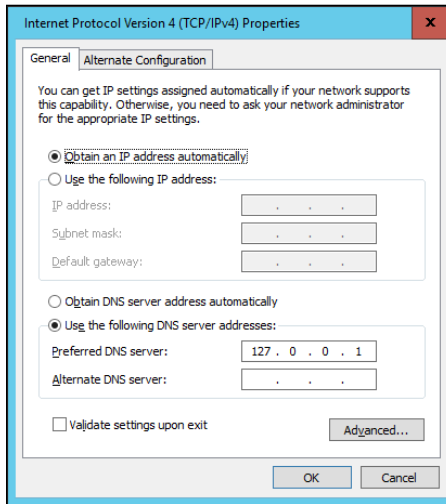 Internet Protocol Version 4 (TCP/IPv4) Properties
x
General
Alternate Configuration
You can get IP settings assigned automatically if your network supports
this capability. Otherwise, you need to ask your network administrator
for the appropriate IP settings.
Obtain an IP address automatically
Use the following IP address:
IP address:
. . .
Subnet mask:
. . .
Default gateway:
. . .
Obtain DNS server address automatically
Use the following DNS server addresses:
Preferred DNS server:
127 . 0 . 0 . 1
Alternate DNS server:
. . .
Validate settings upon exit
Advanced...
OK
Cancel